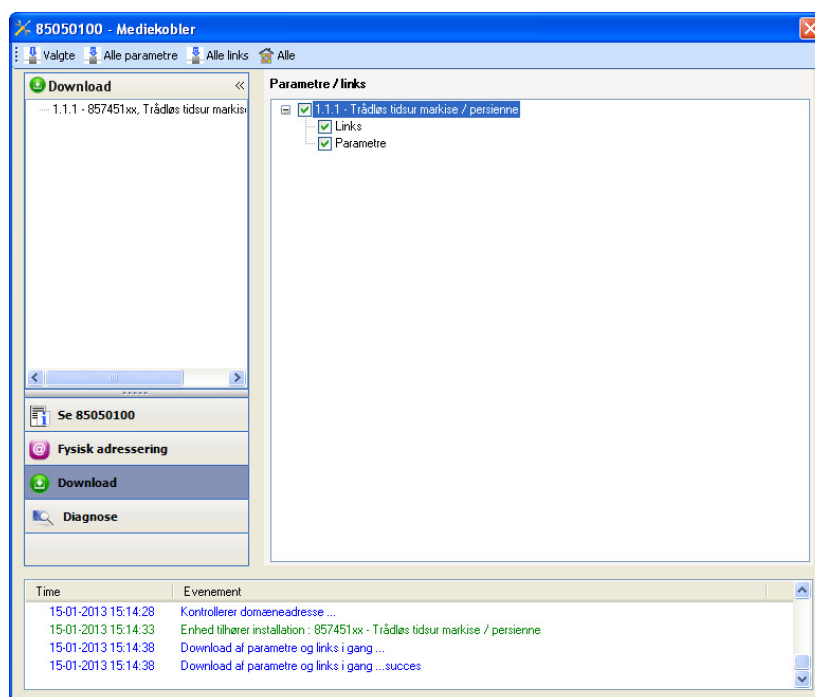 85050100 - Mediekobler
Valgte Alle parametre Alle links Alle
Download «
1.1.1 - 857451xx, Trådløs tidsur markis
Parametre / links
1.1.1 - Trådløs tidsur markise / persienne
Links
Parametre
Se 85050100
Fysisk adressering
Download
Diagnose
Time Evenement
15-01-2013 15:14:28 Kontrollerer domæneadresse ...
15-01-2013 15:14:33 Enhed tilhører installation : 857451xx - Trådløs tidsur markise / persienne
15-01-2013 15:14:38 Download af parametre og links i gang ...
15-01-2013 15:14:38 Download af parametre og links i gang ...succes